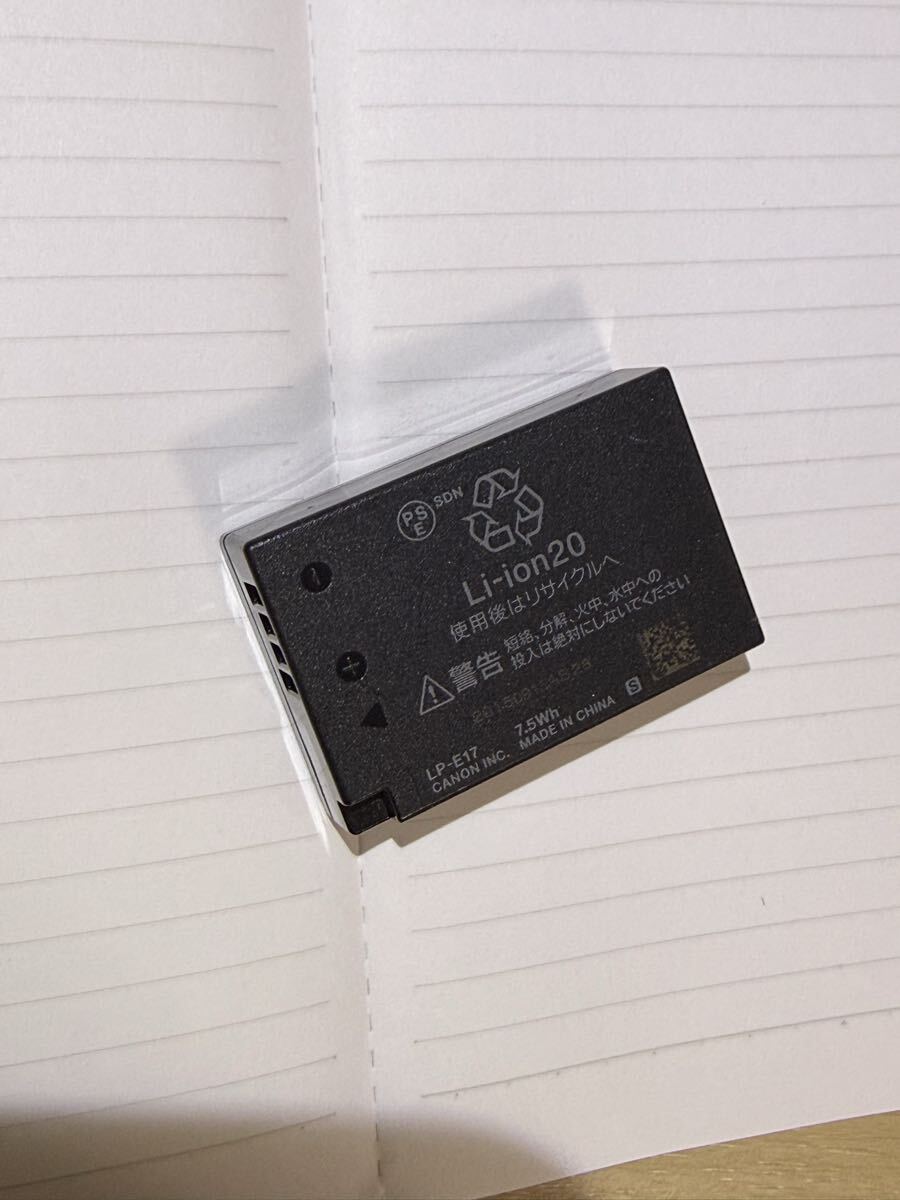 PS
E
SDN
Li-ion20
使用後はリサイクルへ
警告
短絡、分解、火中、水中への
投入は絶対にしないでください
LP-E17 7.5Wh
CANON INC. MADE IN CHINA S